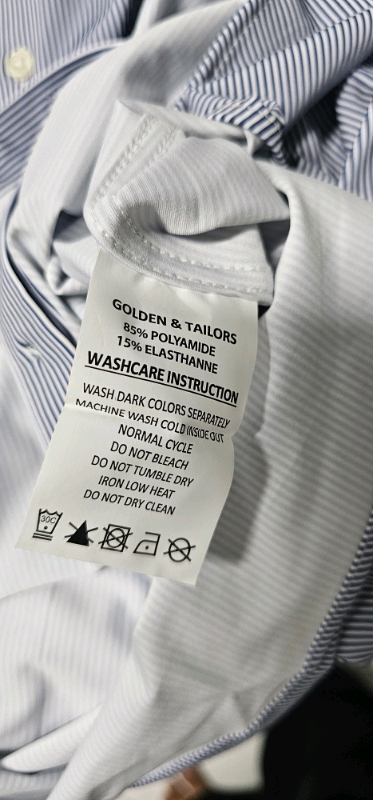 GOLDEN & TAILORS
85% POLYAMIDE
15% ELASTHANNE
WASHCARE INSTRUCTION
WASH DARK COLORS SEPARATELY
MACHINE WASH COLD INSIDE OUT
NORMAL CYCLE
DO NOT BLEACH
DO NOT TUMBLE DRY
IRON LOW HEAT
DO NOT DRY CLEAN
30C